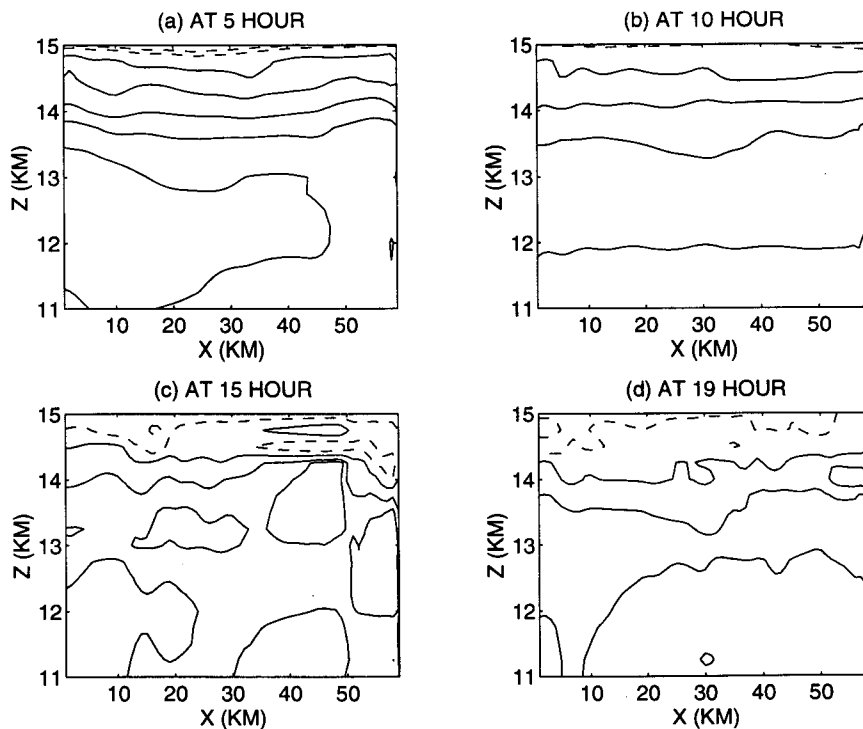 (a) AT 5 HOUR
15
14
13
12
11
Z (KM)
10 20 30 40 50
X (KM)
(b) AT 10 HOUR
15
14
13
12
11
Z (KM)
10 20 30 40 50
X (KM)
(c) AT 15 HOUR
15
14
13
12
11
Z (KM)
10 20 30 40 50
X (KM)
(d) AT 19 HOUR
15
14
13
12
11
Z (KM)
10 20 30 40 50
X (KM)